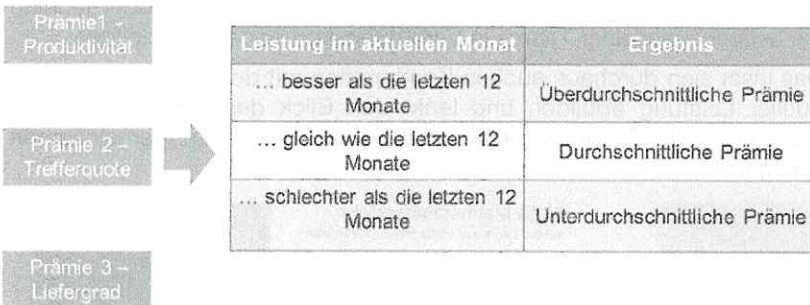 Prämie1 -
Produktivität
Prämie 2 –
Trefferquote
Prämie 3 –
Liefergrad
Leistung im aktuellen Monat
Ergebnis
... besser als die letzten 12
Monate
Überdurchschnittliche Prämie
... gleich wie die letzten 12
Monate
Durchschnittliche Prämie
... schlechter als die letzten 12
Monate
Unterdurchschnittliche Prämie